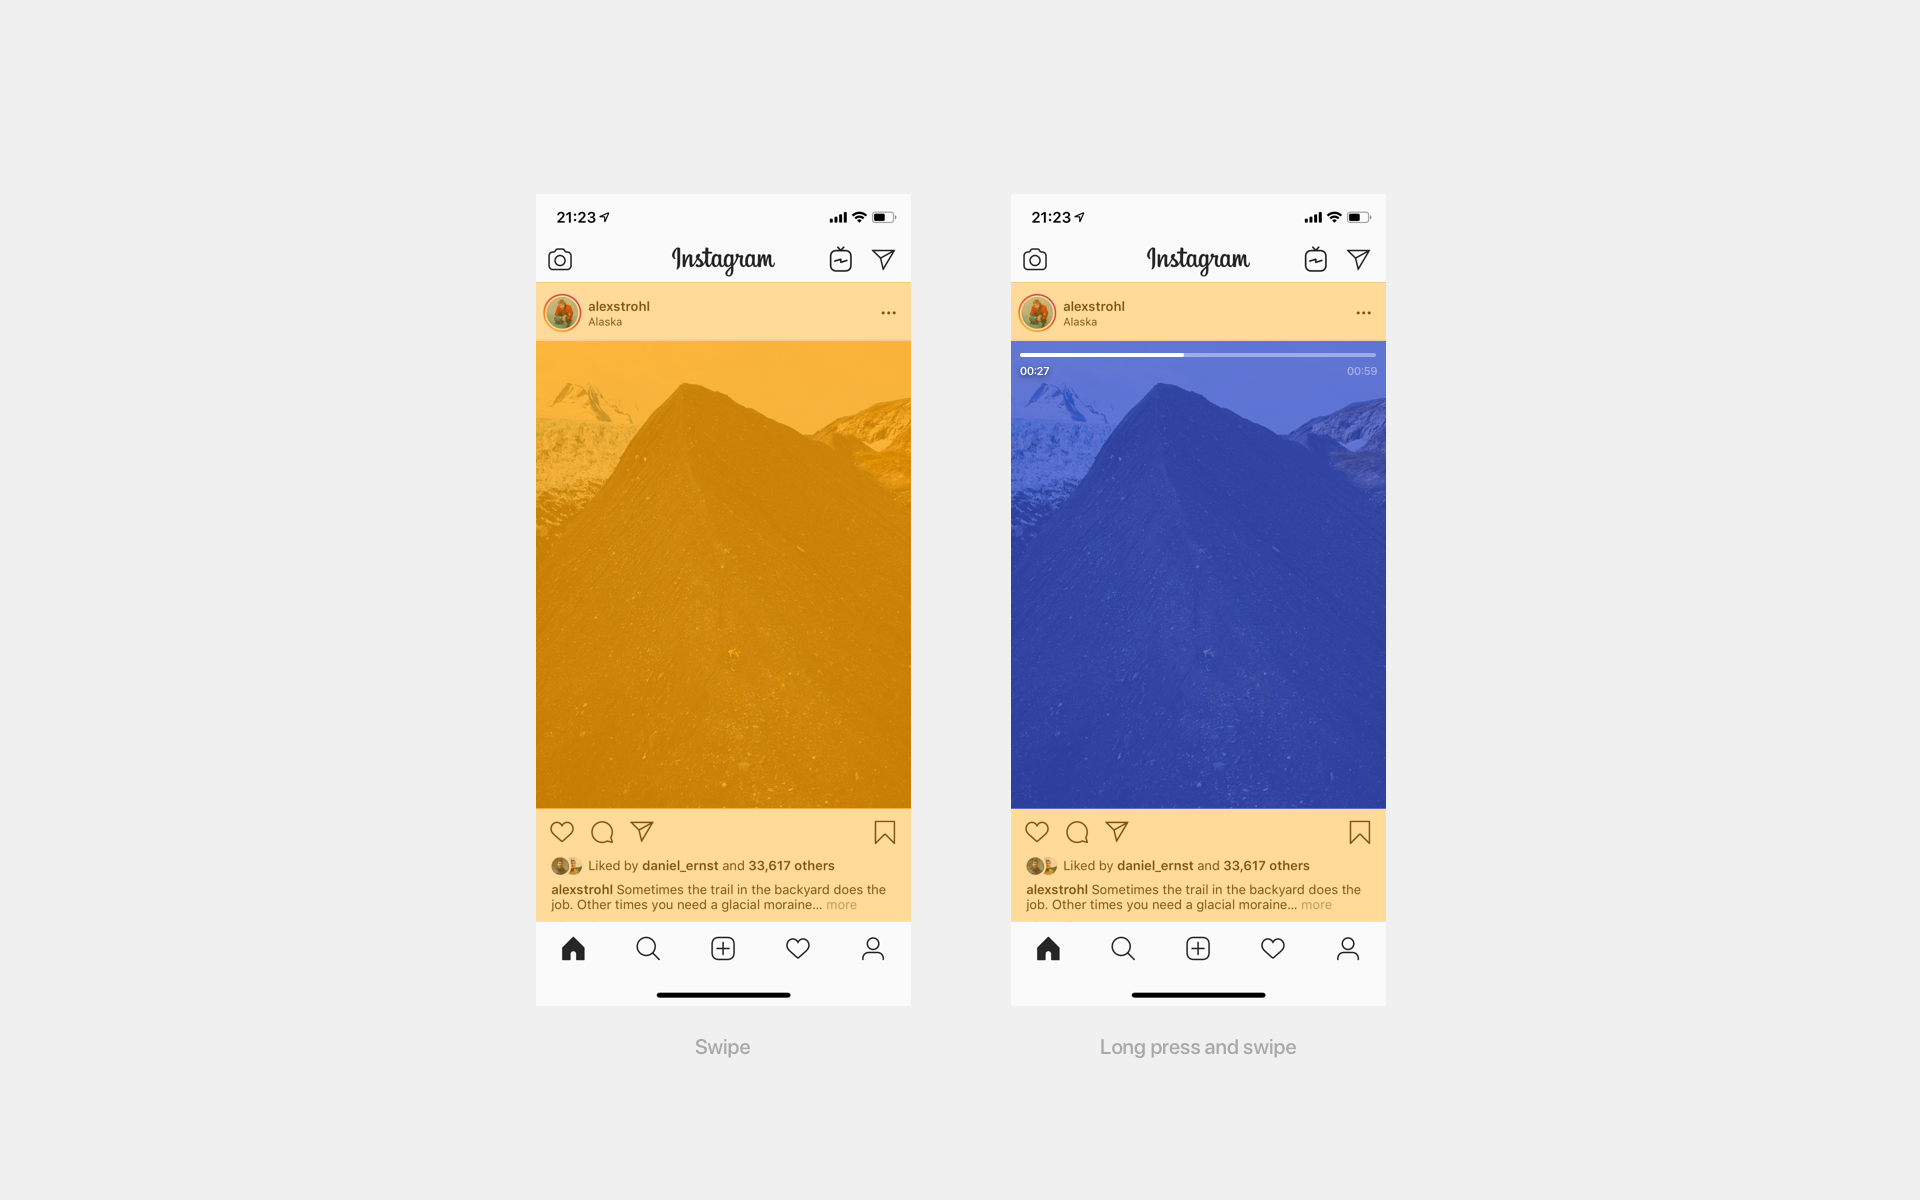 21:23
Instagram
alexstrohl
Alaska
Liked by daniel_ernst and 33,617 others
alexstrohl Sometimes the trail in the backyard does the
job. Other times you need a glacial moraine... more
Swipe
21:23
Instagram
alexstrohl
Alaska
00:27
00:59
Liked by daniel_ernst and 33,617 others
alexstrohl Sometimes the trail in the backyard does the
job. Other times you need a glacial moraine... more
Long press and swipe